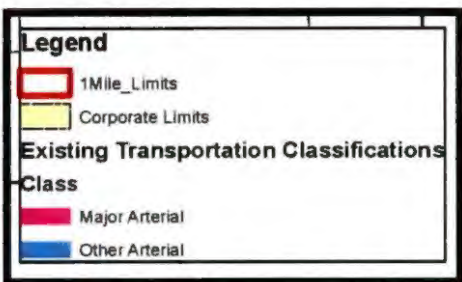 Legend
1Mile_Limits
Corporate Limits
Existing Transportation Classifications
Class
Major Arterial
Other Arterial